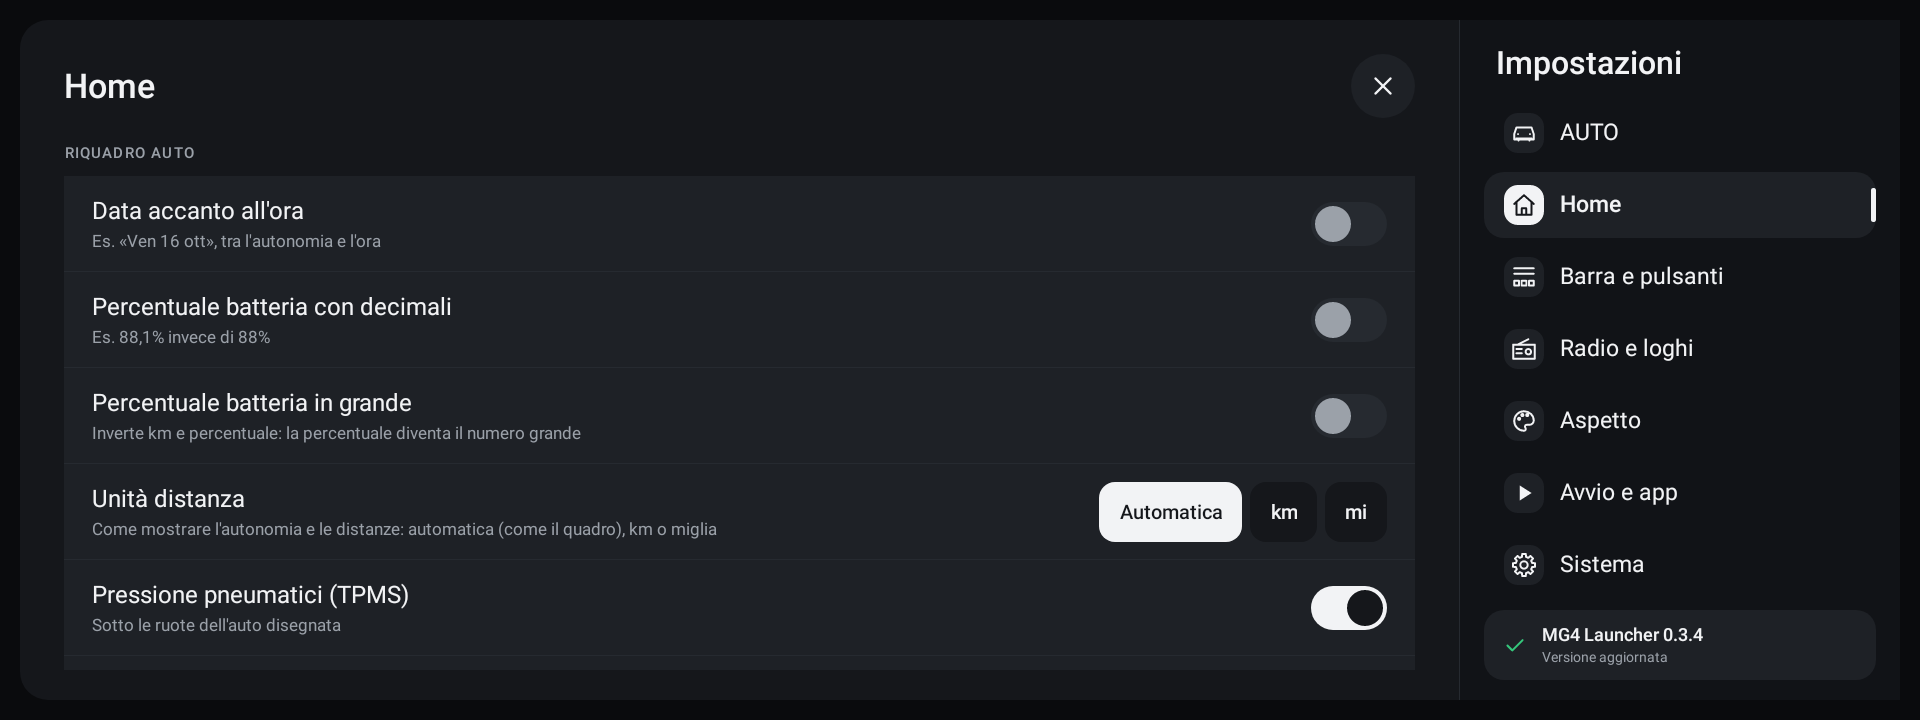 Home
RIQUADRO AUTO
Data accanto all'ora
Es. «Ven 16 ott», tra l'autonomia e l'ora
Percentuale batteria con decimali
Es. 88,1% invece di 88%
Percentuale batteria in grande
Inverte km e percentuale: la percentuale diventa il numero grande
Unità distanza
Come mostrare l'autonomia e le distanze: automatica (come il quadro), km o miglia
Automatica
km
mi
Pressione pneumatici (TPMS)
Sotto le ruote dell'auto disegnata
Impostazioni
AUTO
Home
Barra e pulsanti
Radio e loghi
Aspetto
Avvio e app
Sistema
MG4 Launcher 0.3.4
Versione aggiornata